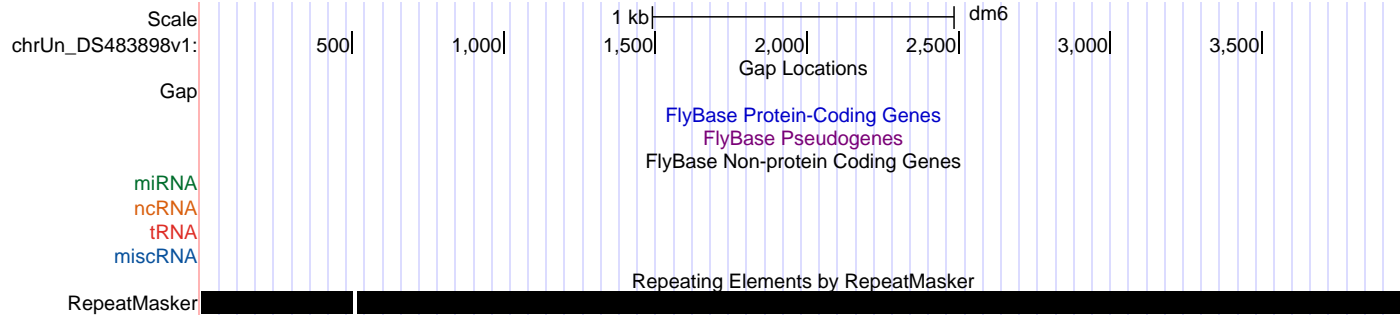 Scale 1 kb dm6
chrUn_DS483898v1: 500 1,000 1,500 2,000 2,500 3,000 3,500
Gap Locations
Gap
FlyBase Protein-Coding Genes
FlyBase Pseudogenes
FlyBase Non-protein Coding Genes
miRNA
ncRNA
tRNA
miscRNA
Repeating Elements by RepeatMasker
RepeatMasker